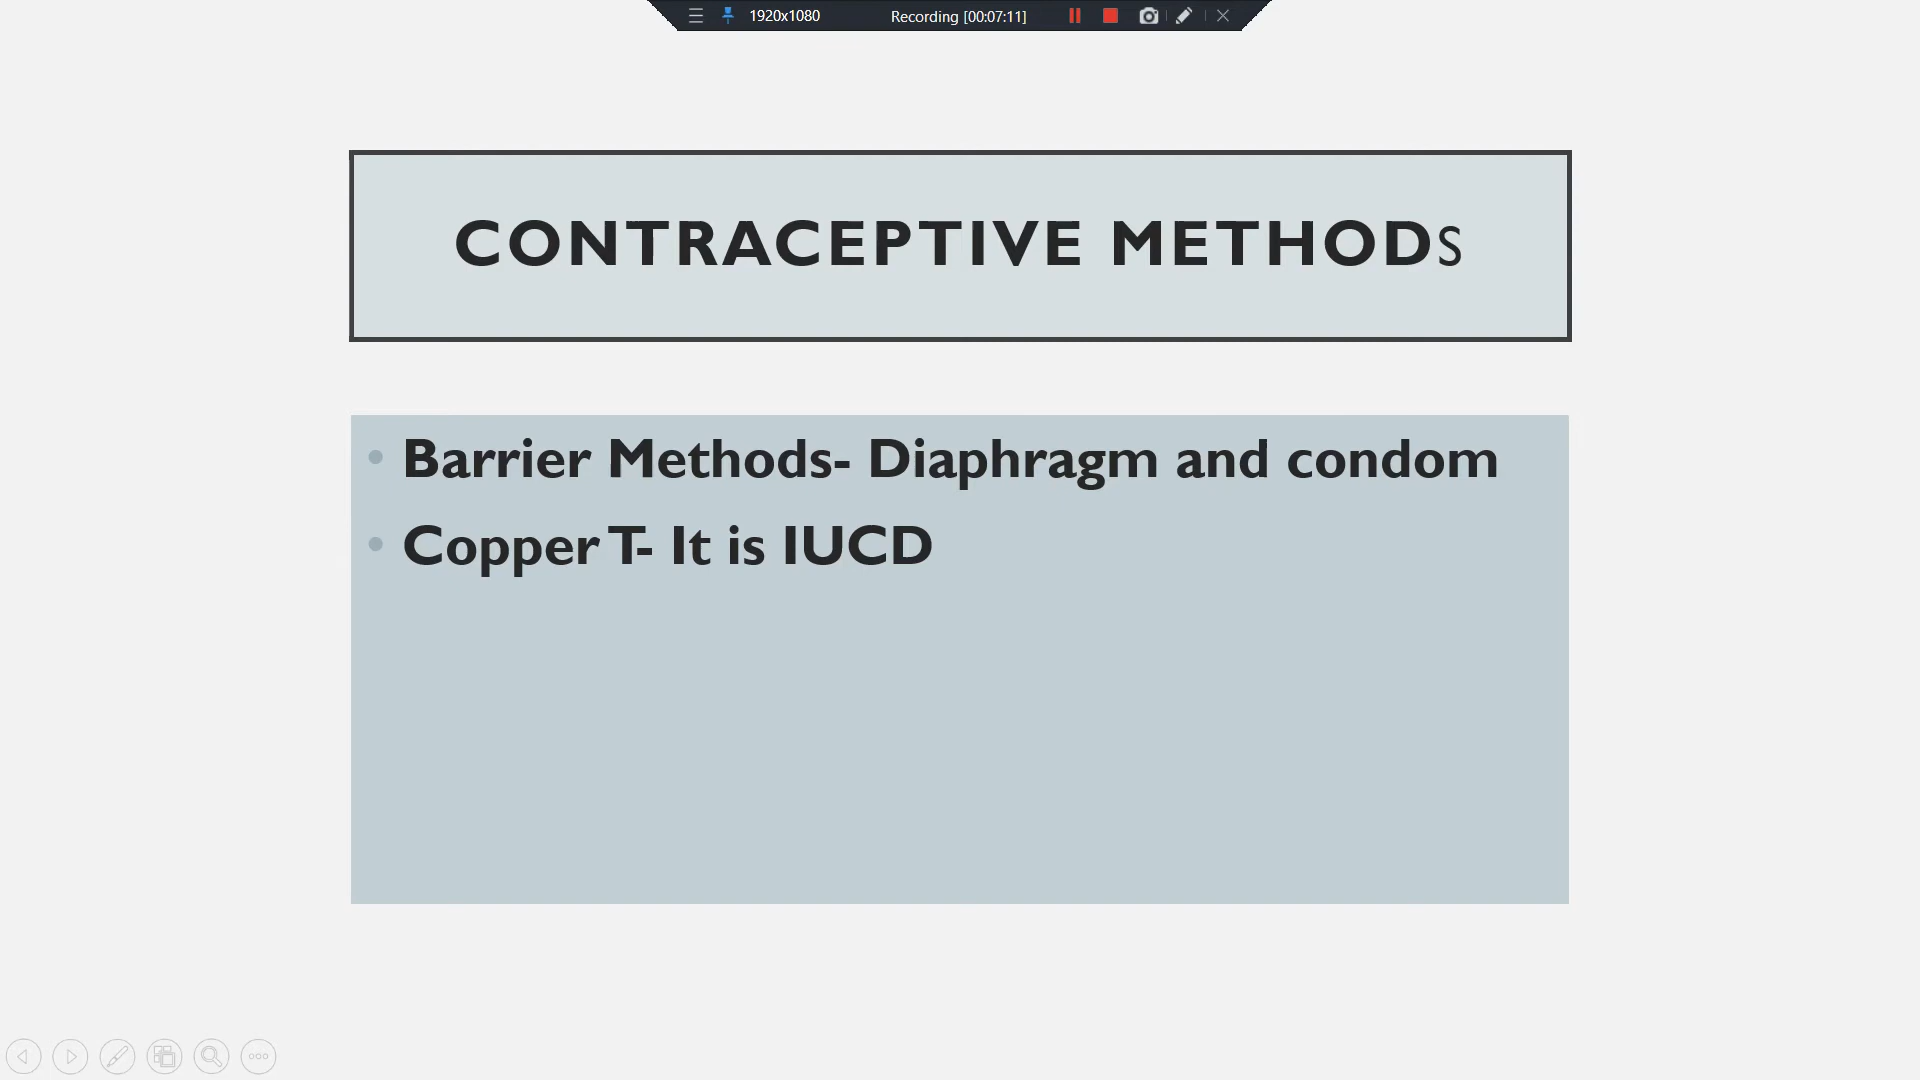 1920x1080 Recording [00:07:11]
CONTRACEPTIVE METHODS
• Barrier Methods- Diaphragm and condom
• Copper T- It is IUCD